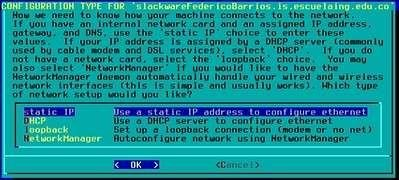 CONFIGURATION TYPE FOR 'slackwareFedericoBarrios.is.escuelaing.edu.co
Now we need to know how your machine connects to the network.
If you have an internal network card and an assigned IP address,
gateway, and DNS, use the 'static IP' choice to enter these
values. If your IP address is assigned by a DHCP server (commonly
used by cable modem and DSL services), select 'DHCP'. If you do
not have a network card, select the 'loopback' choice. You may
also select 'NetworkManager' if you would like to have the
NetworkManager daemon automatically handle your wired and wireless
network interfaces (this is simple and usually works). Which type
of network setup would you like?
static IP Use a static IP address to configure ethernet
DHCP Use a DHCP server to configure ethernet
loopback Set up a loopback connection (modem or no net)
NetworkManager Autoconfigure network using NetworkManager
< OK > <Cancel>